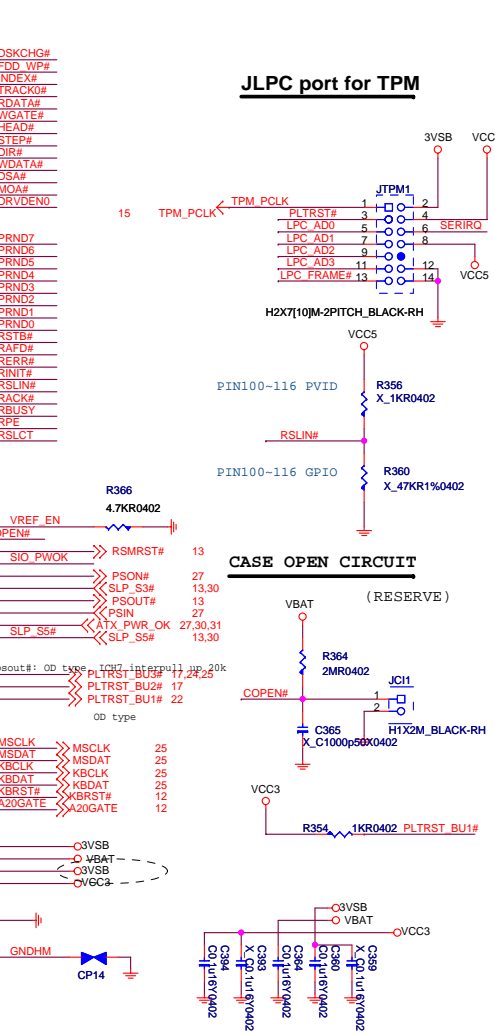 DSKCHG#
FDD_WP#
INDEX#
TRACK0#
RDATA#
WGATE#
HEAD#
STEP#
DIR#
WDATA#
DSA#
MOA#
DRVDEN0
PRND7
PRND6
PRND5
PRND4
PRND3
PRND2
PRND1
PRND0
RSTB#
RAFD#
RERR#
RINIT#
RSLIN#
RACK#
RBUSY
RPE
RSLCT
JLPC port for TPM
3VSB VCC
JTPM1
15 TPM_PCLK TPM_PCLK 1 2
PLTRST# 3 4
LPC_AD0 5 6 SERIRQ
LPC_AD1 7 8
LPC_AD2 9
LPC_AD3 11 12
LPC_FRAME# 13 14
VCC5
H2X7[10]M-2PITCH_BLACK-RH
VCC5
PIN100~116 PVID
R356
X_1KR0402
RSLIN#
PIN100~116 GPIO
R360
X_47KR1%0402
R366
4.7KR0402
VREF_EN
OPEN#
SIO_PWOK
RSMRST# 13
PSON# 27
SLP_S3# 13,30
PSOUT# 13
PSIN 27
ATX_PWR_OK 27,30,31
SLP_S5# SLP_S5# 13,30
psout#: OD type, ICH7 interpull up 20k
PLTRST_BU3# 17,24,25
PLTRST_BU2# 17
PLTRST_BU1# 22
OD type
MSCLK MSCLK 25
MSDAT MSDAT 25
KBCLK KBCLK 25
KBDAT KBDAT 25
KBRST# KBRST# 12
A20GATE A20GATE 12
3VSB
VBAT
3VSB
VCC3
GNDHM
CP14
CASE OPEN CIRCUIT
(RESERVE)
VBAT
R364
2MR0402
COPEN#
JCI1
1
2
H1X2M_BLACK-RH
C365
X_C1000p50X0402
VCC3
R354 1KR0402 PLTRST_BU1#
3VSB
VBAT
VCC3
C394
C0.1u16Y0402
C393
X_C0.1u16Y0402
C364
C0.1u16Y0402
C360
C0.1u16Y0402
C359
X_C0.1u16Y0402